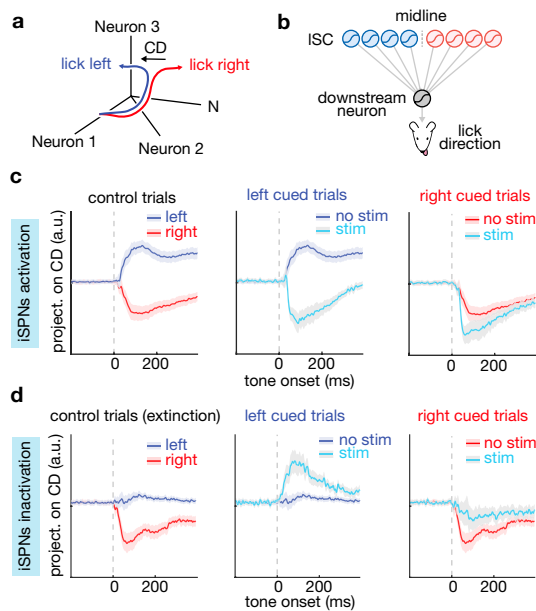 a
Neuron 3
CD
lick left
lick right
N
Neuron 1
Neuron 2
b
midline
ISC
downstream
neuron
lick
direction
c
iSPNs activation
project. on CD (a.u.)
control trials
left
right
0
200
left cued trials
no stim
stim
0
200
tone onset (ms)
right cued trials
no stim
stim
0
200
d
iSPNs inactivation
project. on CD (a.u.)
control trials (extinction)
left
right
0
200
left cued trials
no stim
stim
0
200
tone onset (ms)
right cued trials
no stim
stim
0
200